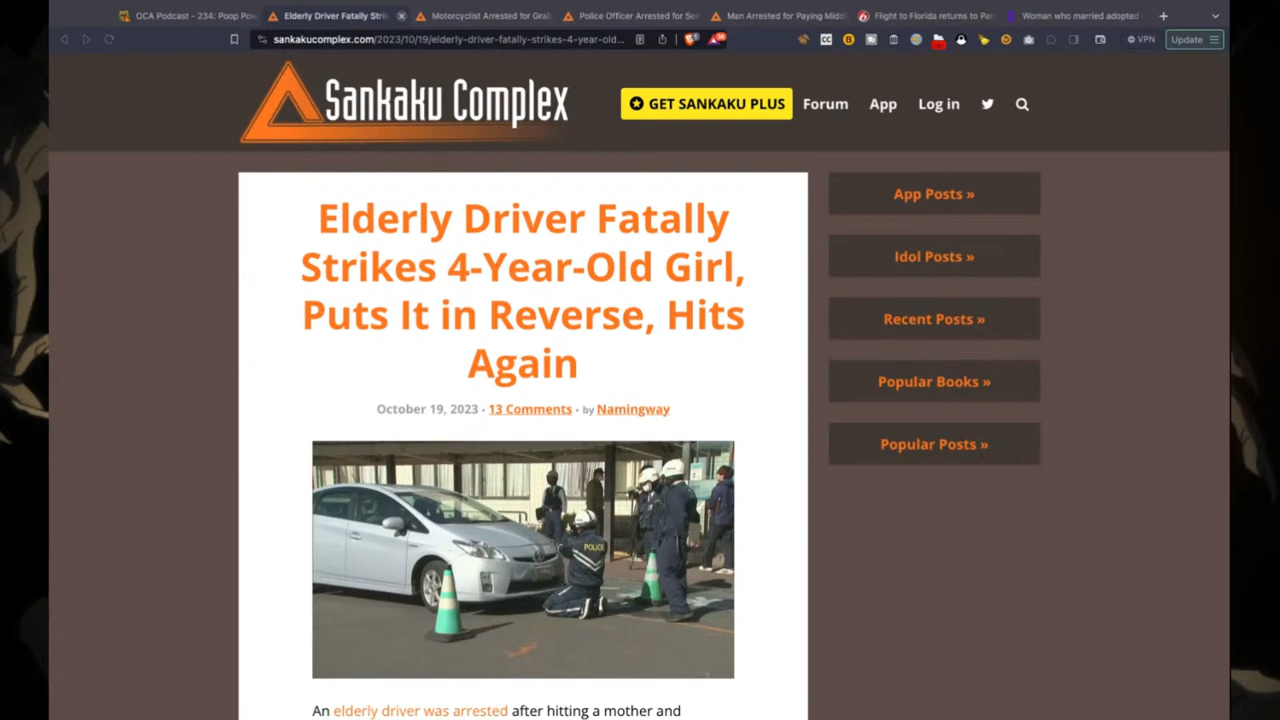 OCA Podcast - 234: Poop Po
Elderly Driver Fatally Stri
Motorcyclist Arrested for Gra
Police Officer Arrested for Se
Man Arrested for Paying Midd
Flight to Florida returns to Par
Woman who married adopted
sankakucomplex.com/2023/10/19/elderly-driver-fatally-strikes-4-year-old...
VPN
Update
Sankaku Complex
GET SANKAKU PLUS
Forum
App
Log in
Elderly Driver Fatally
Strikes 4-Year-Old Girl,
Puts It in Reverse, Hits
Again
October 19, 2023 · 13 Comments · by Namingway
App Posts »
Idol Posts »
Recent Posts »
Popular Books »
Popular Posts »
POLICE
An elderly driver was arrested after hitting a mother and